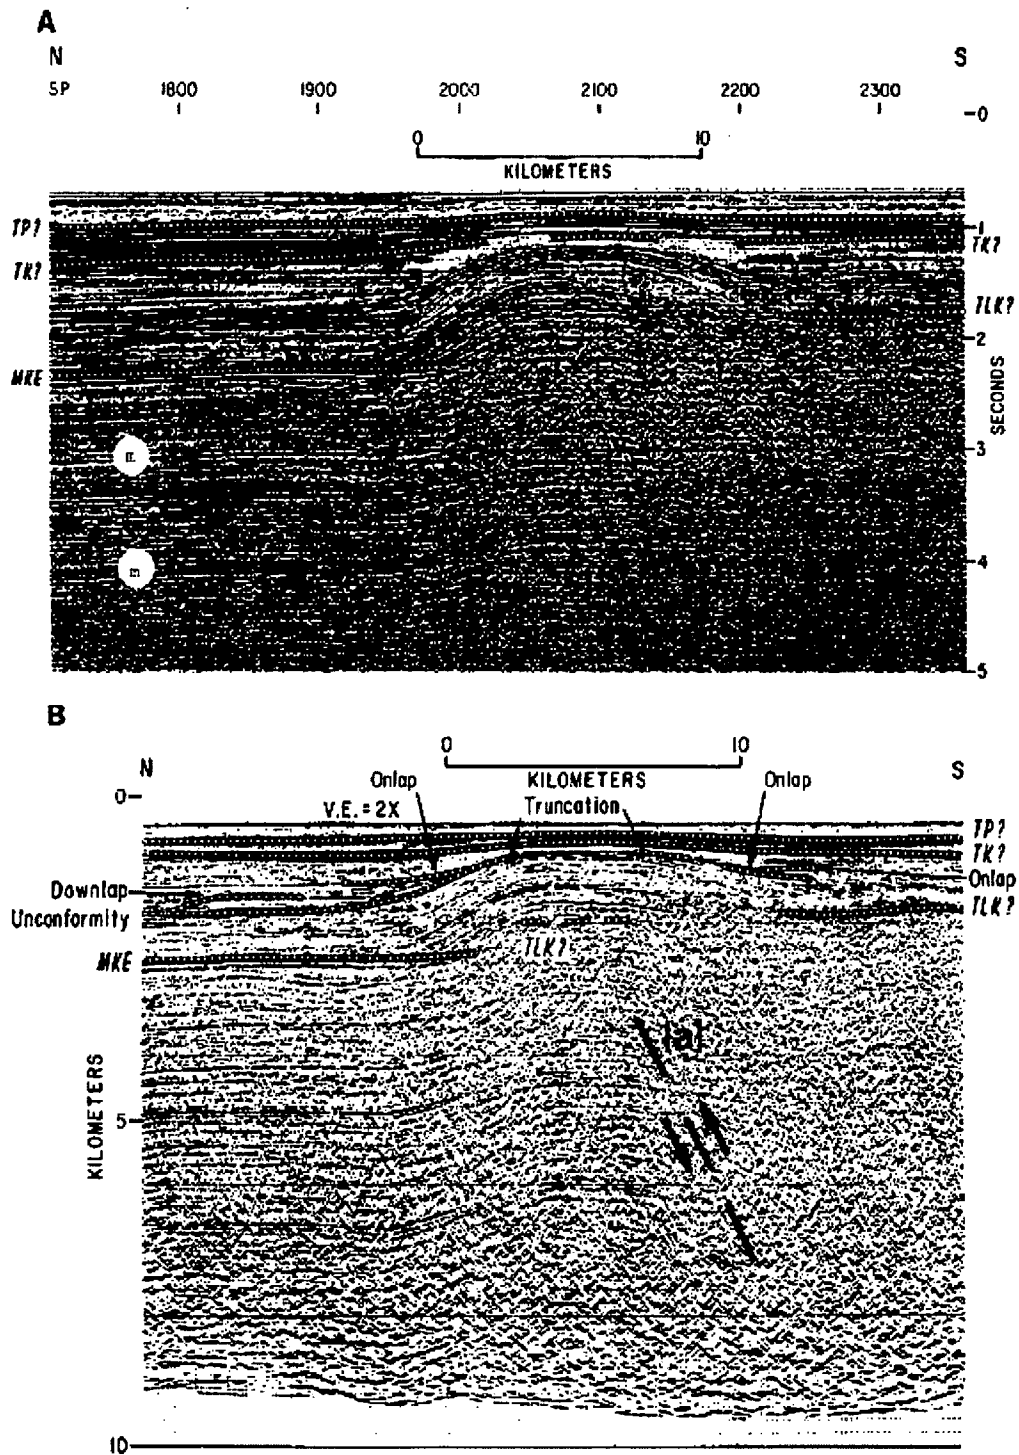 A
N S
SP 1800 1900 2000 2100 2200 2300
0
0 10
KILOMETERS
TP?
1
TK?
TK?
TLK?
2
MKE
SECONDS
3
m
4
m
5
B
0 10
N S
Onlap KILOMETERS Onlap
0
V.E. = 2X Truncation
TP?
TK?
Downlap Onlap
Unconformity TLK?
MKE TLK?
(a)
KILOMETERS
5
10